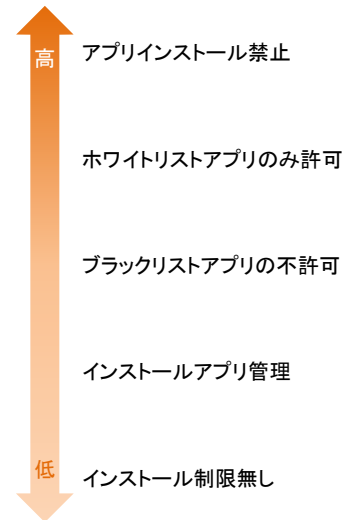 高
アプリインストール禁止
ホワイトリストアプリのみ許可
ブラックリストアプリの不許可
インストールアプリ管理
低
インストール制限無し